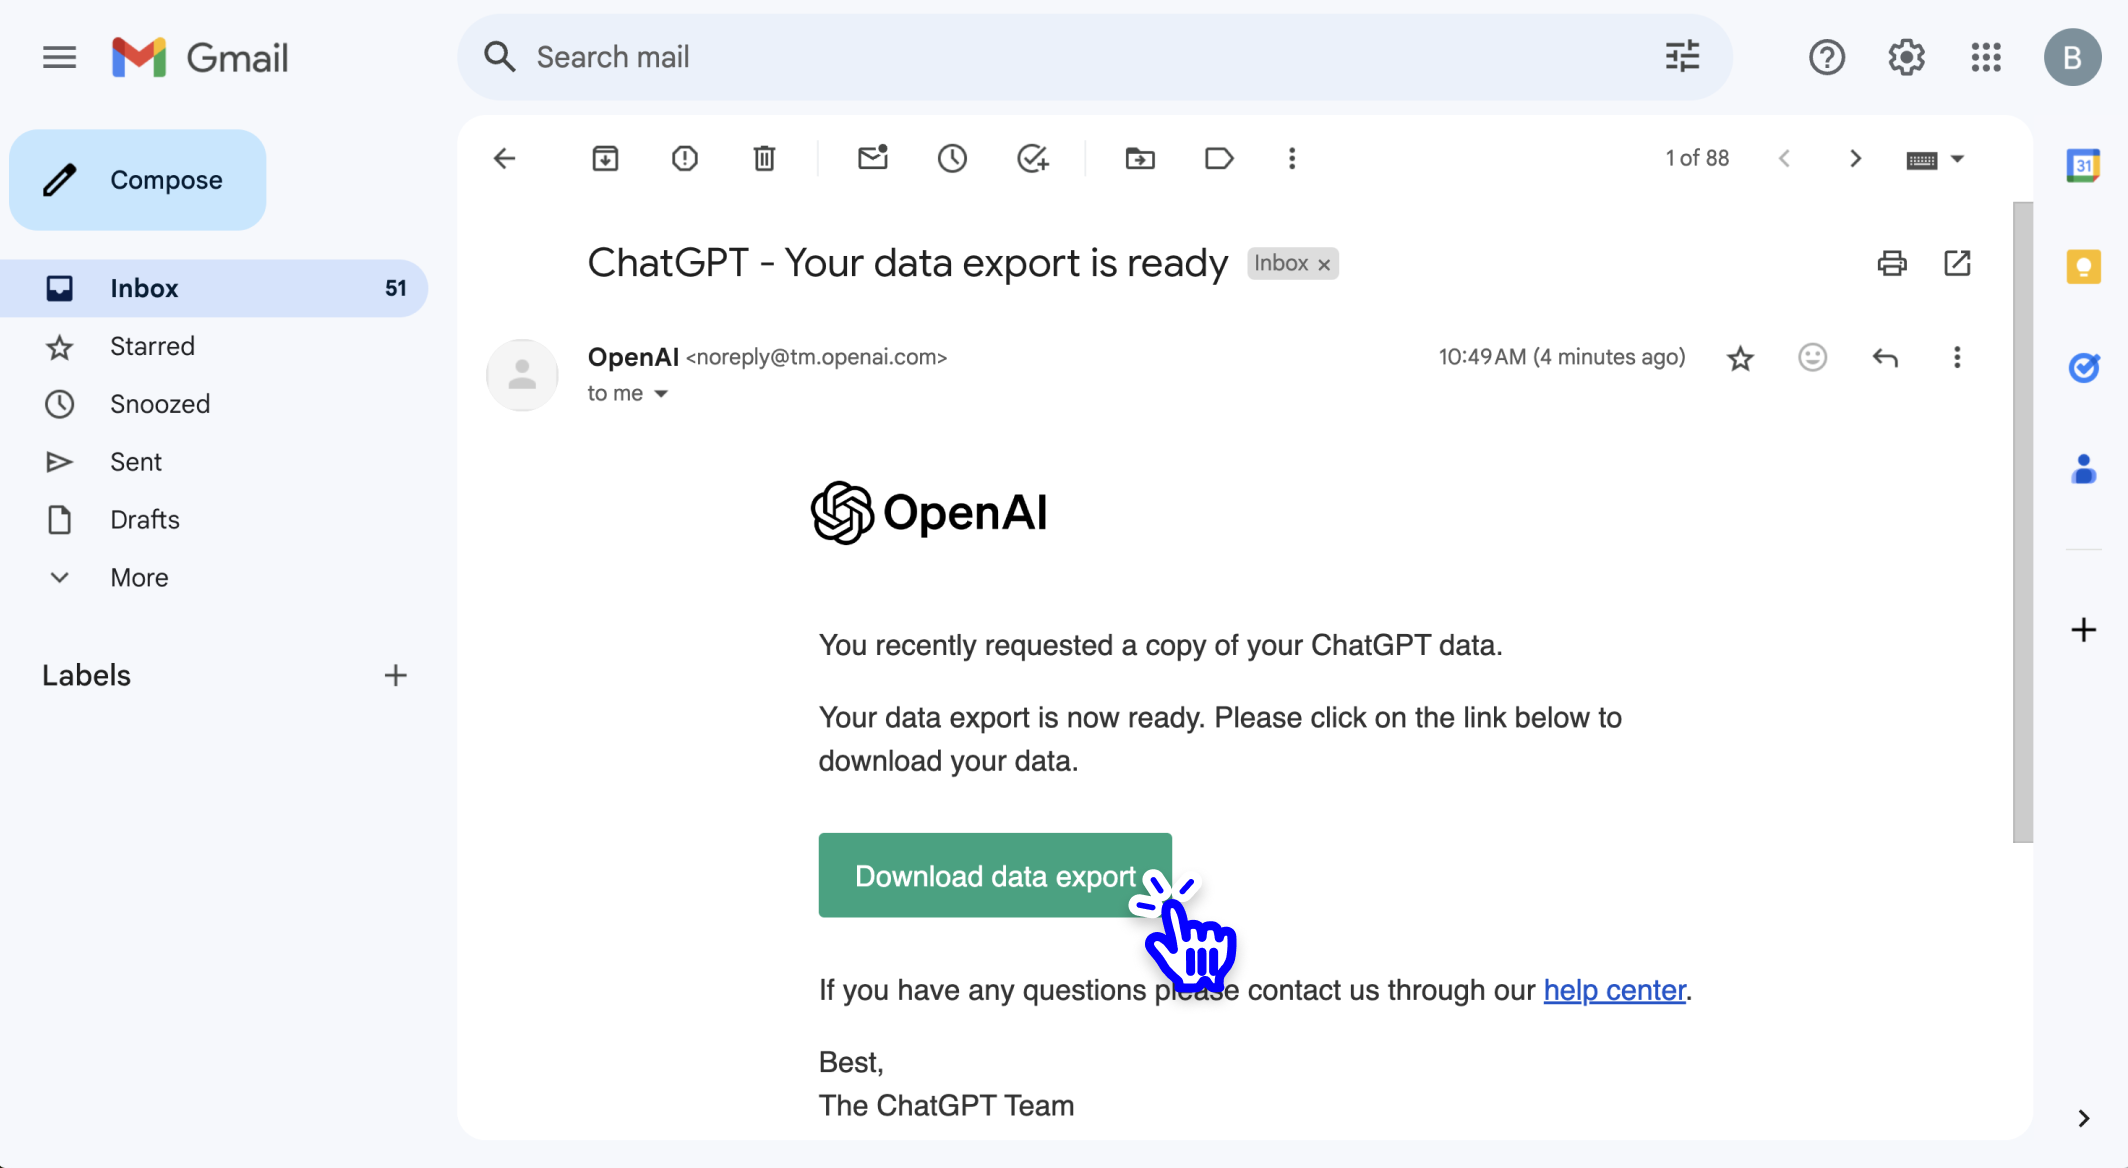 Gmail
Search mail
B
Compose
1 of 88
31
ChatGPT - Your data export is ready
Inbox x
Inbox 51
Starred
OpenAI <noreply@tm.openai.com>
10:49 AM (4 minutes ago)
to me
Snoozed
Sent
OpenAI
Drafts
More
You recently requested a copy of your ChatGPT data.
Labels
Your data export is now ready. Please click on the link below to
download your data.
Download data export
If you have any questions please contact us through our help center.
Best,
The ChatGPT Team